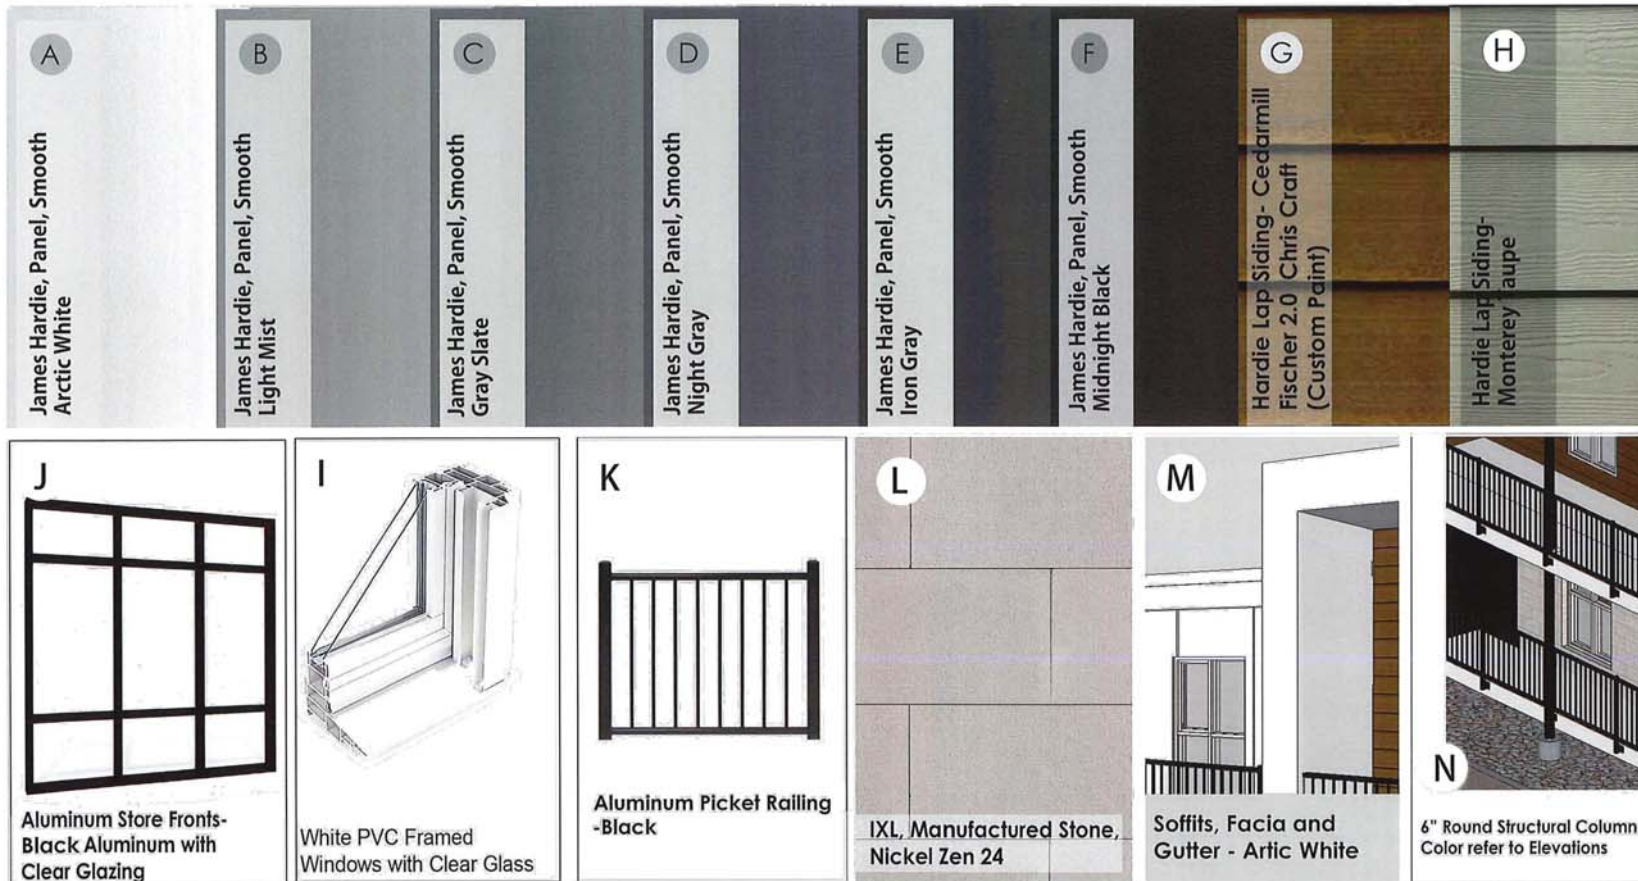 A
James Hardie, Panel, Smooth
Arctic White
B
James Hardie, Panel, Smooth
Light Mist
C
James Hardie, Panel, Smooth
Gray Slate
D
James Hardie, Panel, Smooth
Night Gray
E
James Hardie, Panel, Smooth
Iron Gray
F
James Hardie, Panel, Smooth
Midnight Black
G
Hardie Lap Siding- Cedarmill
Fischer 2.0 Chris Craft
(Custom Paint)
H
Hardie Lap Siding-
Monterey Taupe
J
Aluminum Store Fronts-
Black Aluminum with
Clear Glazing
I
White PVC Framed
Windows with Clear Glass
K
Aluminum Picket Railing
-Black
L
IXL, Manufactured Stone,
Nickel Zen 24
M
Soffits, Facia and
Gutter - Artic White
N
6" Round Structural Column
Color refer to Elevations